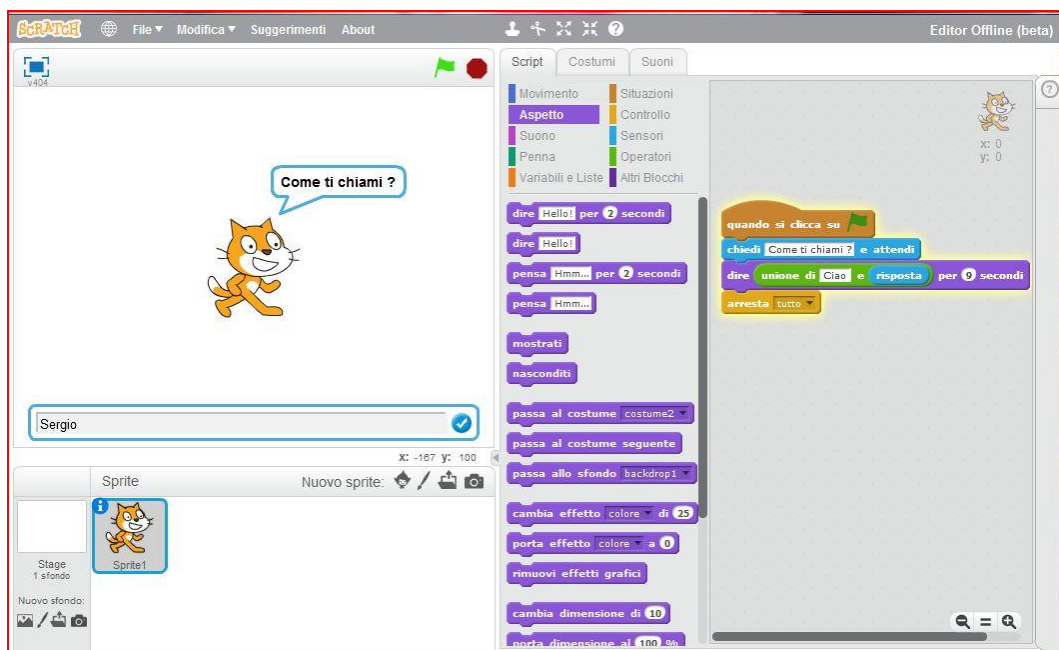 SCRATCH File Modifica Suggerimenti About Editor Offline (beta)
v404
Come ti chiami ?
Sergio
x: -167 y: 100
Sprite Nuovo sprite:
Stage
1 sfondo
Sprite1
Nuovo sfondo:
Script Costumi Suoni
Movimento Situazioni
Aspetto Controllo
Suono Sensori
Penna Operatori
Variabili e Liste Altri Blocchi
dire Hello! per 2 secondi
dire Hello!
pensa Hmm... per 2 secondi
pensa Hmm...
mostrati
nasconditi
passa al costume costume2
passa al costume seguente
passa allo sfondo backdrop1
cambia effetto colore di 25
porta effetto colore a 0
rimuovi effetti grafici
cambia dimensione di 10
porta dimensione al 100 %
x: 0
y: 0
quando si clicca su
chiedi Come ti chiami ? e attendi
dire unione di Ciao e risposta per 9 secondi
arresta tutto